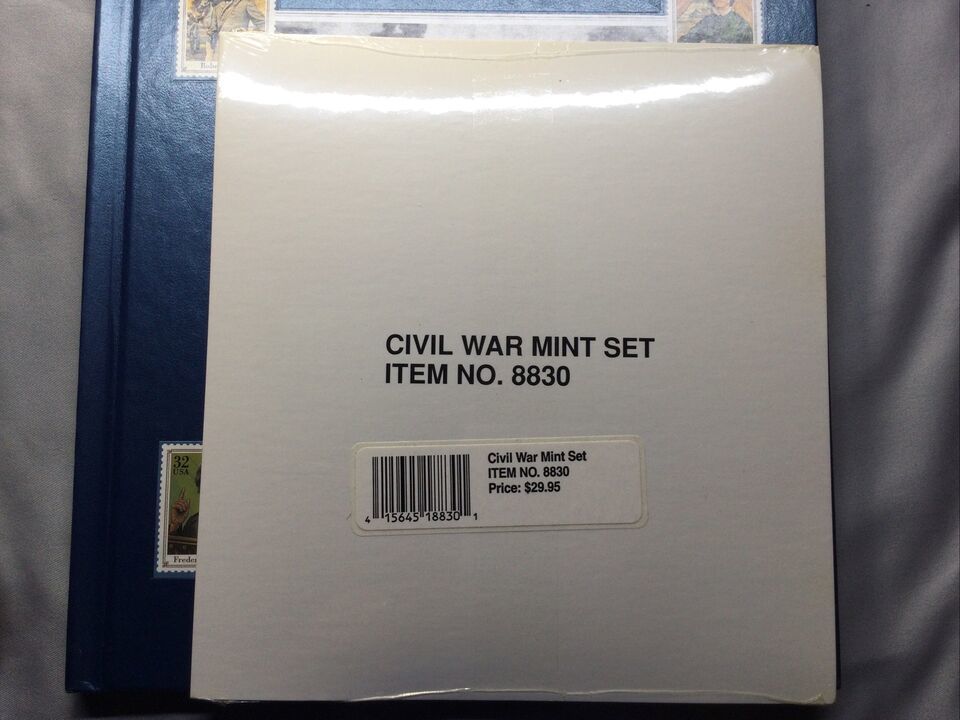 CIVIL WAR MINT SET
ITEM NO. 8830
Civil War Mint Set
ITEM NO. 8830
Price: $29.95
4 15645 18830 1
32
USA
Freder